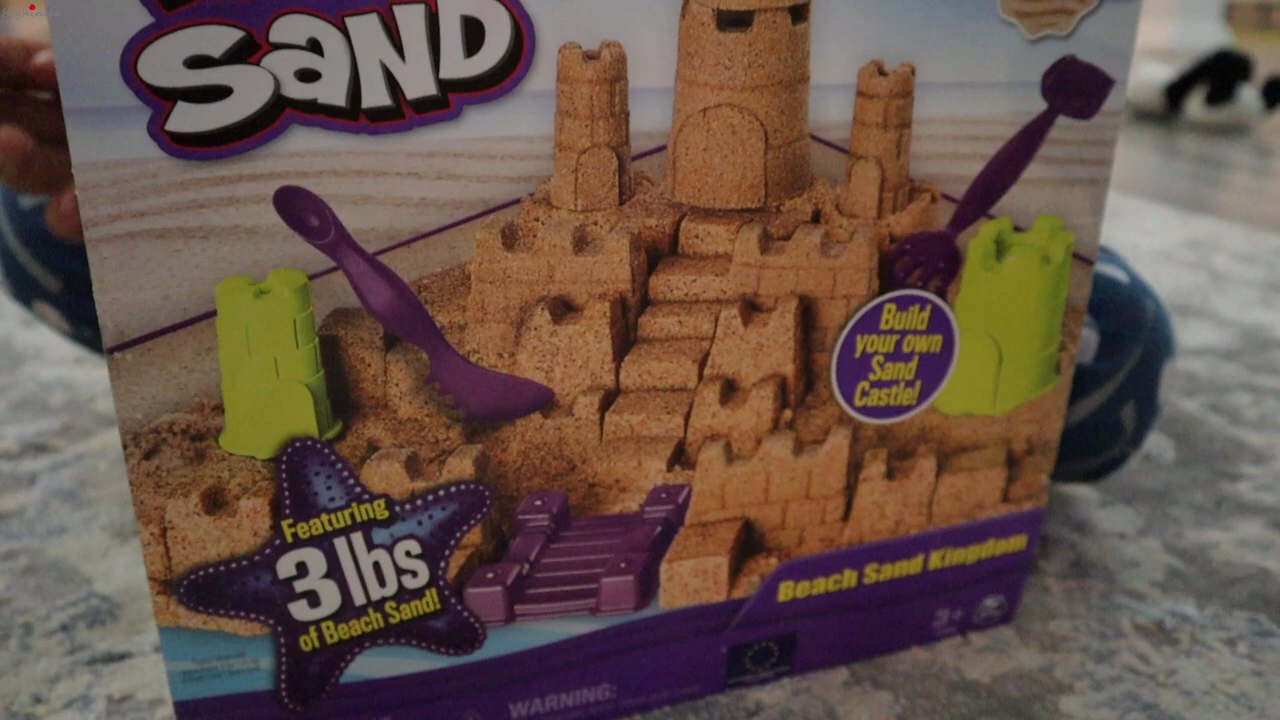 SAND
Build
your own
Sand
Castle!
Featuring
3 lbs
of Beach Sand!
Beach Sand Kingdom
3+
WARNING: